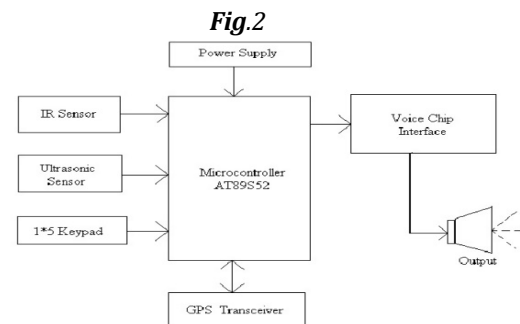 Fig.2
Power Supply
IR Sensor
Ultrasonic
Sensor
1*5 Keypad
Microcontroller
AT89S52
Voice Chip
Interface
Output
GPS Transceiver